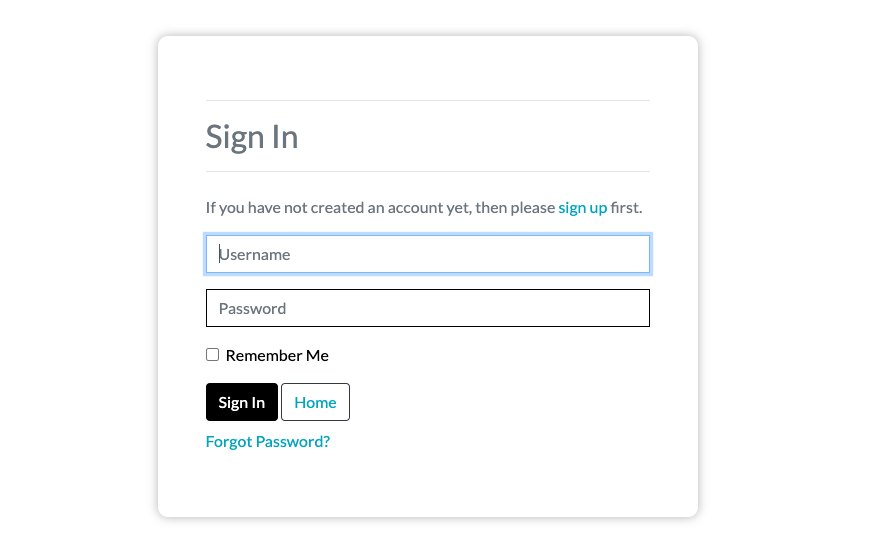 Sign In
If you have not created an account yet, then please sign up first.
Username
Password
Remember Me
Sign In Home
Forgot Password?